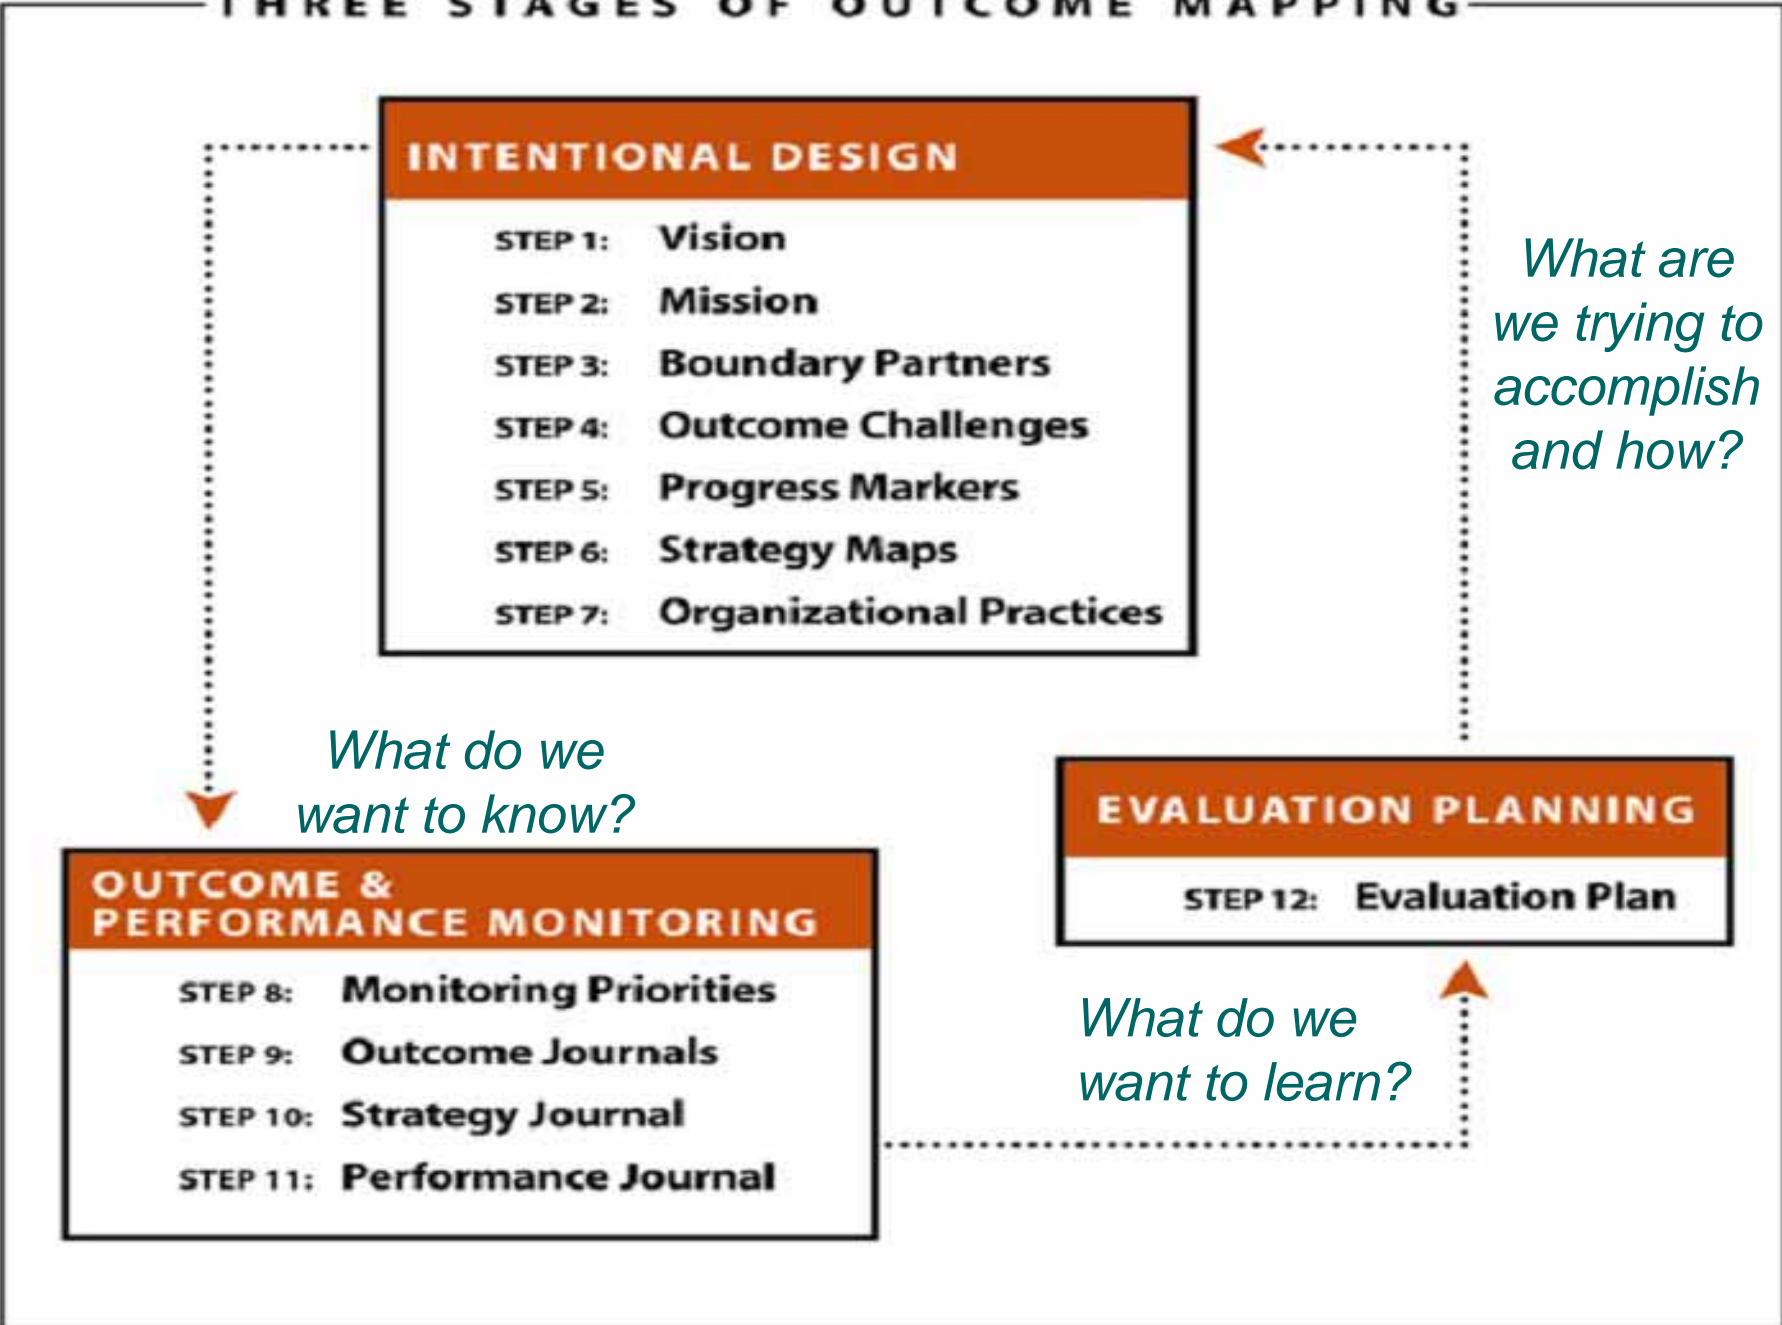 THREE STAGES OF OUTCOME MAPPING
INTENTIONAL DESIGN
STEP 1: Vision
STEP 2: Mission
STEP 3: Boundary Partners
STEP 4: Outcome Challenges
STEP 5: Progress Markers
STEP 6: Strategy Maps
STEP 7: Organizational Practices
What are
we trying to
accomplish
and how?
What do we
want to know?
OUTCOME &
PERFORMANCE MONITORING
STEP 8: Monitoring Priorities
STEP 9: Outcome Journals
STEP 10: Strategy Journal
STEP 11: Performance Journal
EVALUATION PLANNING
STEP 12: Evaluation Plan
What do we
want to learn?